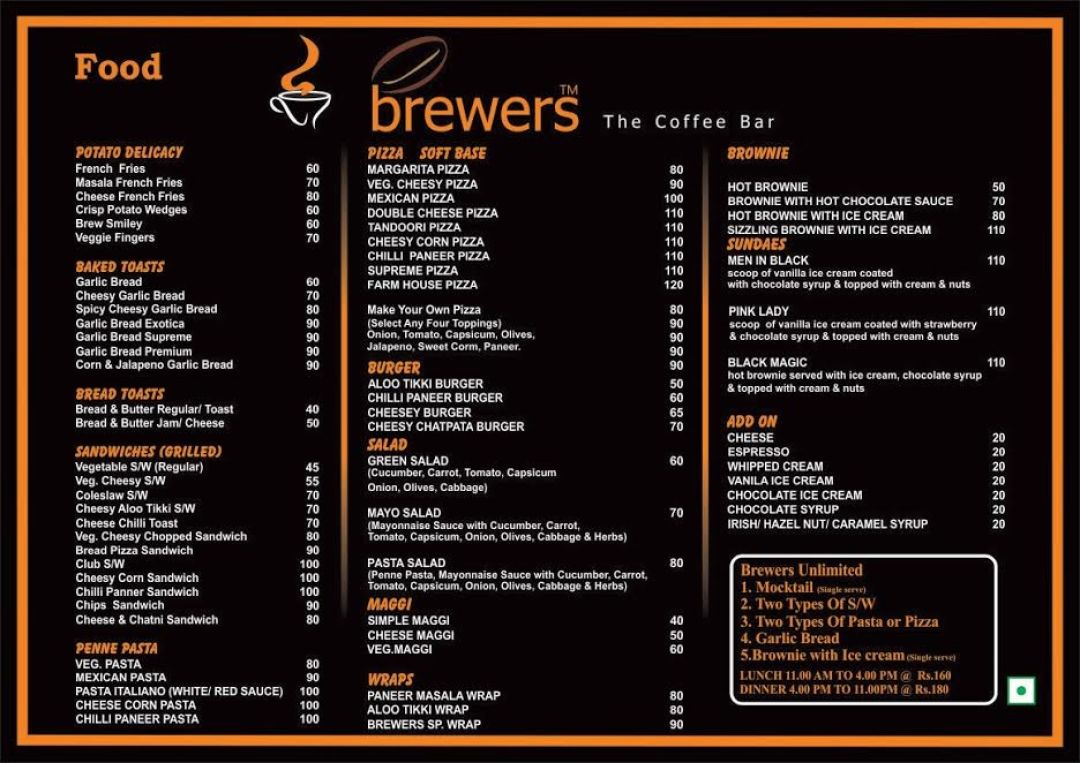 Food
brewers TM
The Coffee Bar
POTATO DELICACY
French Fries 60
Masala French Fries 70
Cheese French Fries 80
Crisp Potato Wedges 60
Brew Smiley 60
Veggie Fingers 70
BAKED TOASTS
Garlic Bread 60
Cheesy Garlic Bread 70
Spicy Cheesy Garlic Bread 80
Garlic Bread Exotica 90
Garlic Bread Supreme 90
Garlic Bread Premium 90
Corn & Jalapeno Garlic Bread 90
BREAD TOASTS
Bread & Butter Regular/ Toast 40
Bread & Butter Jam/ Cheese 50
SANDWICHES (GRILLED)
Vegetable S/W (Regular) 45
Veg. Cheesy S/W 55
Coleslaw S/W 70
Cheesy Aloo Tikki S/W 70
Cheese Chilli Toast 70
Veg. Cheesy Chopped Sandwich 80
Bread Pizza Sandwich 90
Club S/W 100
Cheesy Corn Sandwich 100
Chilli Panner Sandwich 100
Chips Sandwich 90
Cheese & Chatni Sandwich 80
PENNE PASTA
VEG. PASTA 80
MEXICAN PASTA 90
PASTA ITALIANO (WHITE/ RED SAUCE) 100
CHEESE CORN PASTA 100
CHILLI PANEER PASTA 100
PIZZA SOFT BASE
MARGARITA PIZZA 80
VEG. CHEESY PIZZA 90
MEXICAN PIZZA 100
DOUBLE CHEESE PIZZA 110
TANDOORI PIZZA 110
CHEESY CORN PIZZA 110
CHILLI PANEER PIZZA 110
SUPREME PIZZA 110
FARM HOUSE PIZZA 120
Make Your Own Pizza 80
(Select Any Four Toppings) 90
Onion, Tomato, Capsicum, Olives, 90
Jalapeno, Sweet Corm, Paneer. 90
90
BURGER
ALOO TIKKI BURGER 50
CHILLI PANEER BURGER 60
CHEESEY BURGER 65
CHEESY CHATPATA BURGER 70
SALAD
GREEN SALAD 60
(Cucumber, Carrot, Tomato, Capsicum
Onion, Olives, Cabbage)
MAYO SALAD 70
(Mayonnaise Sauce with Cucumber, Carrot,
Tomato, Capsicum, Onion, Olives, Cabbage & Herbs)
PASTA SALAD 80
(Penne Pasta, Mayonnaise Sauce with Cucumber, Carrot,
Tomato, Capsicum, Onion, Olives, Cabbage & Herbs)
MAGGI
SIMPLE MAGGI 40
CHEESE MAGGI 50
VEG.MAGGI 60
WRAPS
PANEER MASALA WRAP 80
ALOO TIKKI WRAP 80
BREWERS SP. WRAP 90
BROWNIE
HOT BROWNIE 50
BROWNIE WITH HOT CHOCOLATE SAUCE 70
HOT BROWNIE WITH ICE CREAM 80
SIZZLING BROWNIE WITH ICE CREAM 110
SUNDAES
MEN IN BLACK 110
scoop of vanilla ice cream coated
with chocolate syrup & topped with cream & nuts
PINK LADY 110
scoop of vanilla ice cream coated with strawberry
& chocolate syrup & topped with cream & nuts
BLACK MAGIC 110
hot brownie served with ice cream, chocolate syrup
& topped with cream & nuts
ADD ON
CHEESE 20
ESPRESSO 20
WHIPPED CREAM 20
VANILA ICE CREAM 20
CHOCOLATE ICE CREAM 20
CHOCOLATE SYRUP 20
IRISH/ HAZEL NUT/ CARAMEL SYRUP 20
Brewers Unlimited
1. Mocktail (Single serve)
2. Two Types Of S/W
3. Two Types Of Pasta or Pizza
4. Garlic Bread
5.Brownie with Ice cream (Single serve)
LUNCH 11.00 AM TO 4.00 PM @ Rs.160
DINNER 4.00 PM TO 11.00PM @ Rs.180